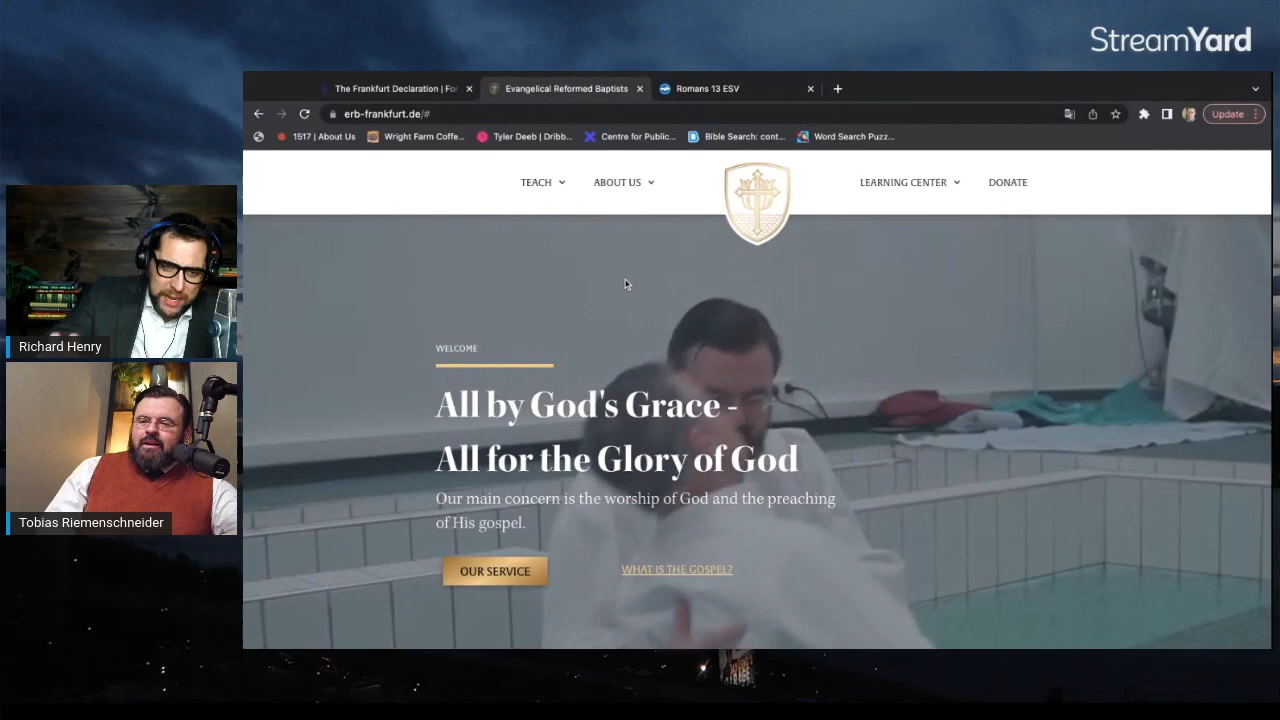 StreamYard
The Frankfurt Declaration | Fo
Evangelical Reformed Baptists
Romans 13 ESV
erb-frankfurt.de/#
Update
1517 | About Us
Wright Farm Coffe...
Tyler Deeb | Dribb...
Centre for Public...
Bible Search: cont...
Word Search Puzz...
TEACH
ABOUT US
LEARNING CENTER
DONATE
WELCOME
All by God's Grace -
All for the Glory of God
Our main concern is the worship of God and the preaching
of His gospel.
OUR SERVICE
WHAT IS THE GOSPEL?
Richard Henry
Tobias Riemenschneider